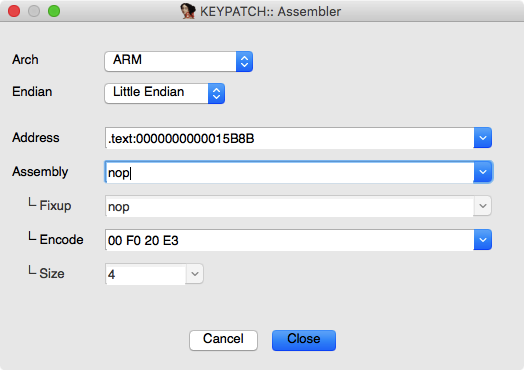 KEYPATCH:: Assembler
Arch ARM
Endian Little Endian
Address .text:0000000000015B8B
Assembly nop
Fixup nop
Encode 00 F0 20 E3
Size 4
Cancel Close